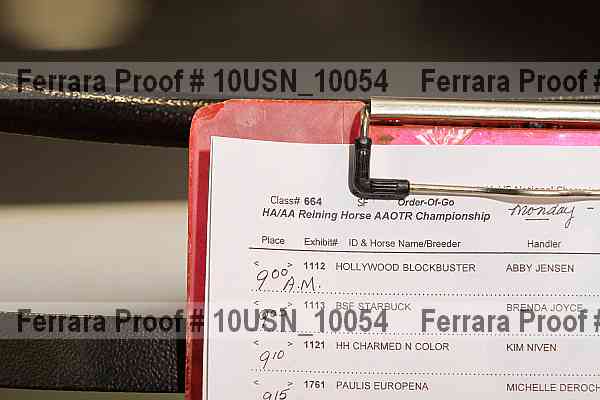 Ferrara Proof # 10USN_10054 Ferrara Proof #
National
Class# 664 SF Order-Of-Go Monday -
HA/AA Reining Horse AAOTR Championship
Place Exhibit# ID & Horse Name/Breeder Handler
< > 1112 HOLLYWOOD BLOCKBUSTER ABBY JENSEN
9 00 A.M.
< > 1113 BSF STARBUCK BRENDA JOYCE
Ferrara Proof # 10USN_10054 Ferrara Proof #
< > 1121 HH CHARMED N COLOR KIM NIVEN
9 10
< > 1761 PAULIS EUROPENA MICHELLE DEROCH
9 15